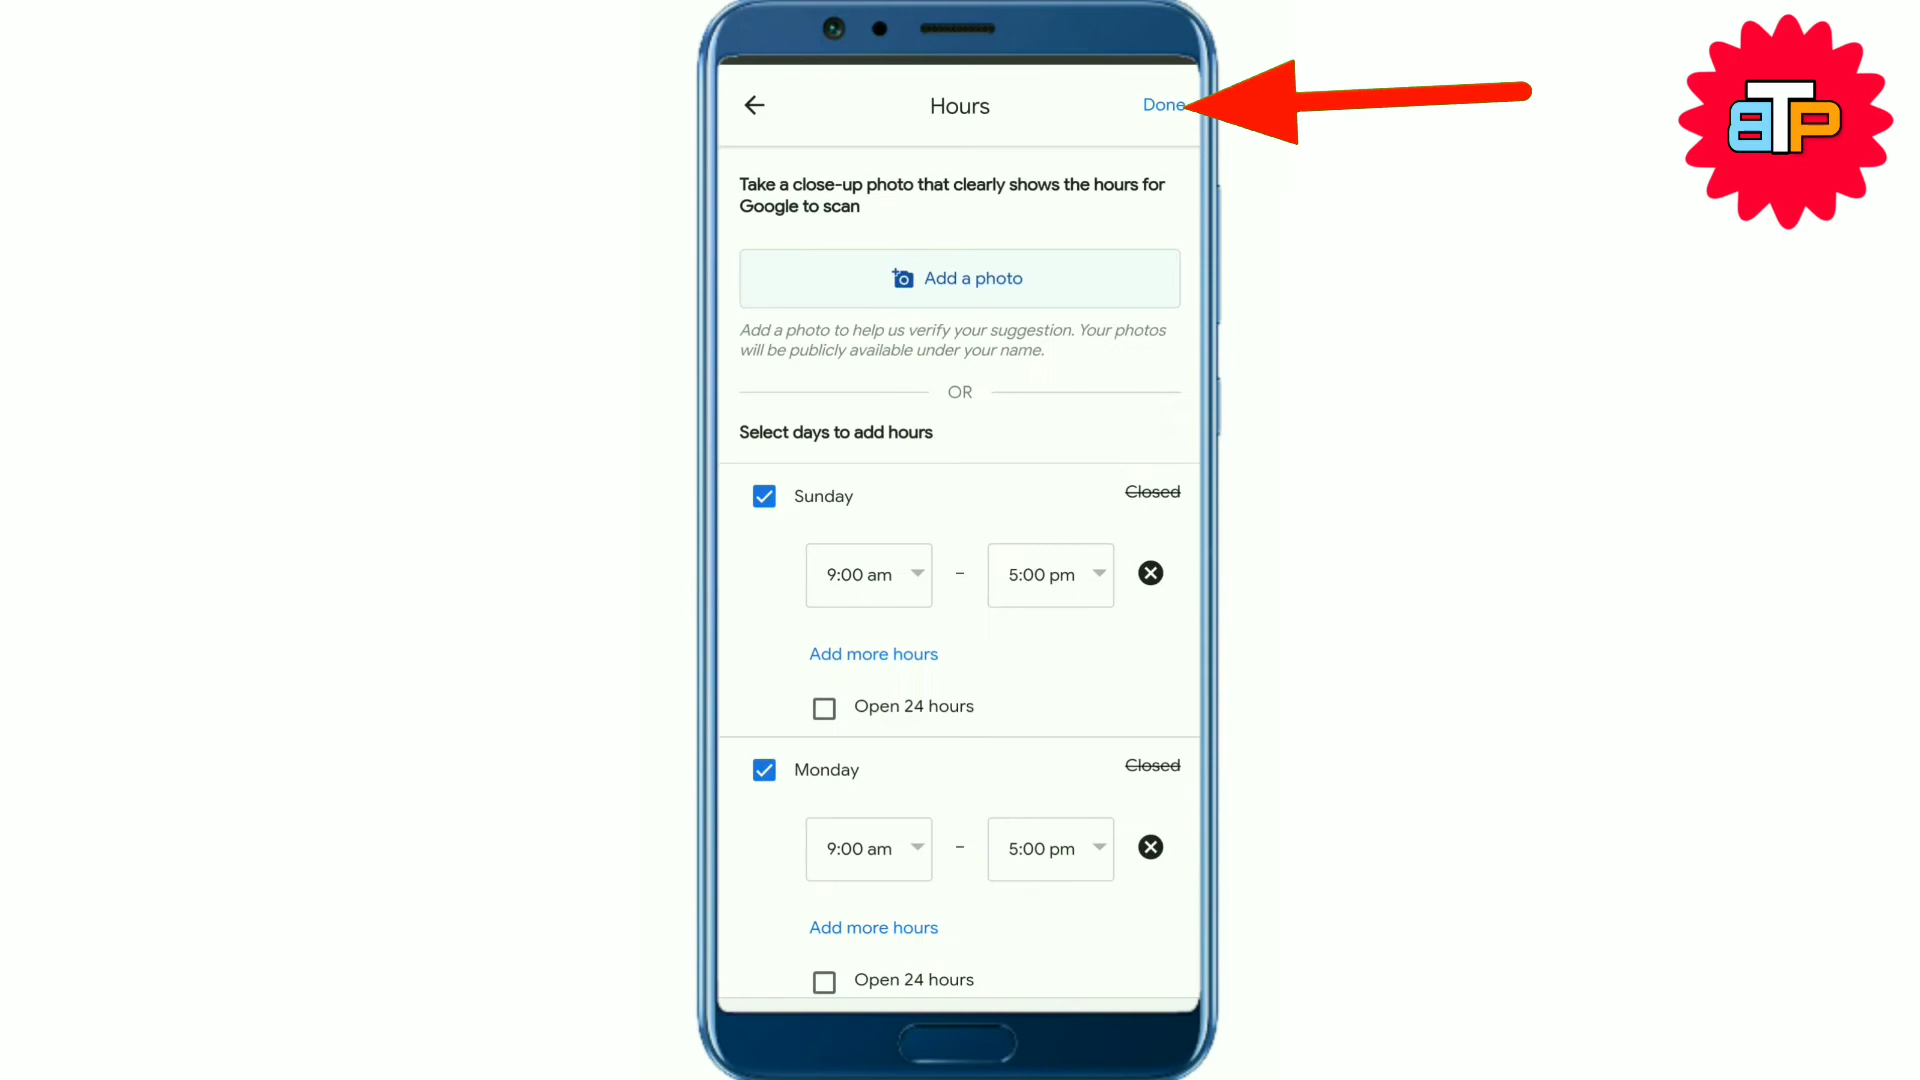 Hours
Done
BTP
Take a close-up photo that clearly shows the hours for
Google to scan
Add a photo
Add a photo to help us verify your suggestion. Your photos
will be publicly available under your name.
OR
Select days to add hours
Sunday
Closed
9:00 am - 5:00 pm
Add more hours
Open 24 hours
Monday
Closed
9:00 am - 5:00 pm
Add more hours
Open 24 hours